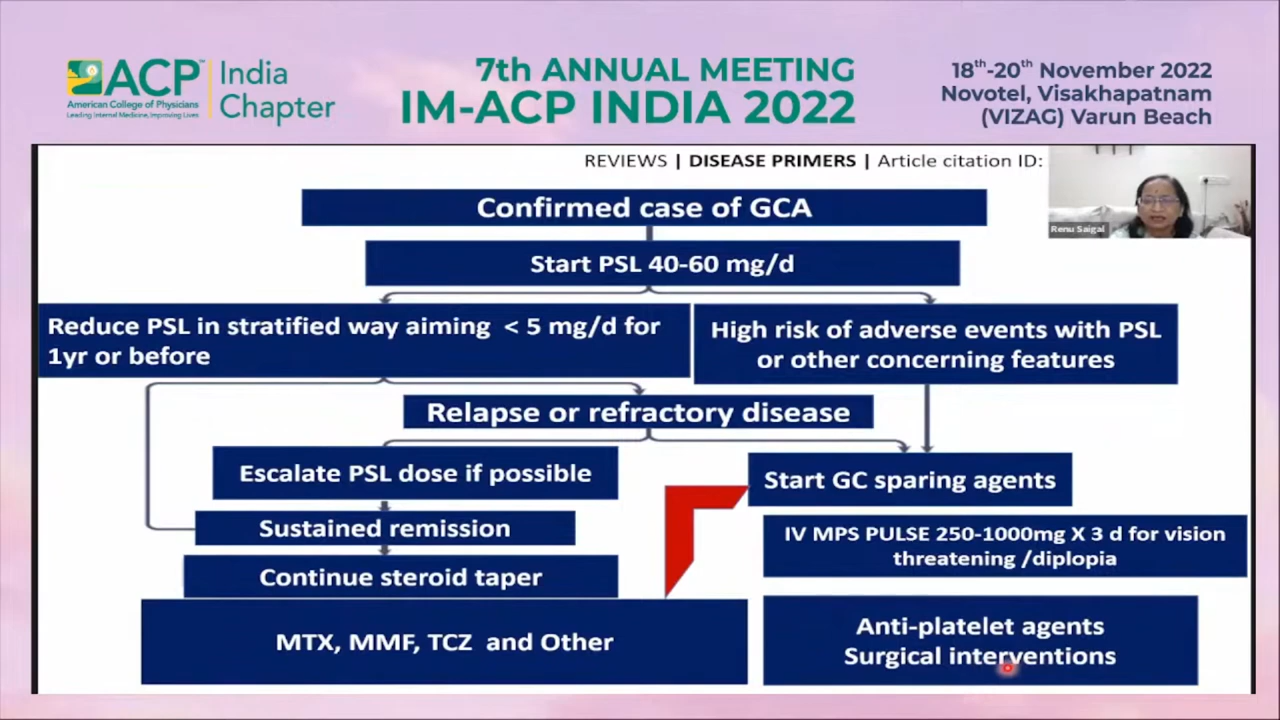 ACP™
India
Chapter
American College of Physicians
Leading Internal Medicine, Improving Lives
7th ANNUAL MEETING
IM-ACP INDIA 2022
18th-20th November 2022
Novotel, Visakhapatnam
(VIZAG) Varun Beach
REVIEWS | DISEASE PRIMERS | Article citation ID:
Renu Saigal
Confirmed case of GCA
Start PSL 40-60 mg/d
Reduce PSL in stratified way aiming < 5 mg/d for
1yr or before
High risk of adverse events with PSL
or other concerning features
Relapse or refractory disease
Escalate PSL dose if possible
Start GC sparing agents
Sustained remission
IV MPS PULSE 250-1000mg X 3 d for vision
threatening /diplopia
Continue steroid taper
MTX, MMF, TCZ and Other
Anti-platelet agents
Surgical interventions